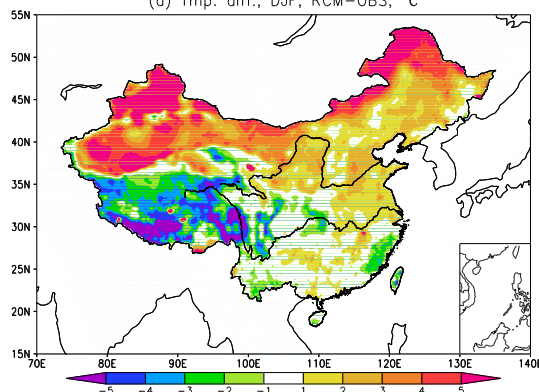 (d) Tmp. diff., DJF, RCM−OBS, °C
55N
50N
45N
40N
35N
30N
25N
20N
15N
70E 80E 90E 100E 110E 120E 130E 140E
−5 −4 −3 −2 −1 1 2 3 4 5